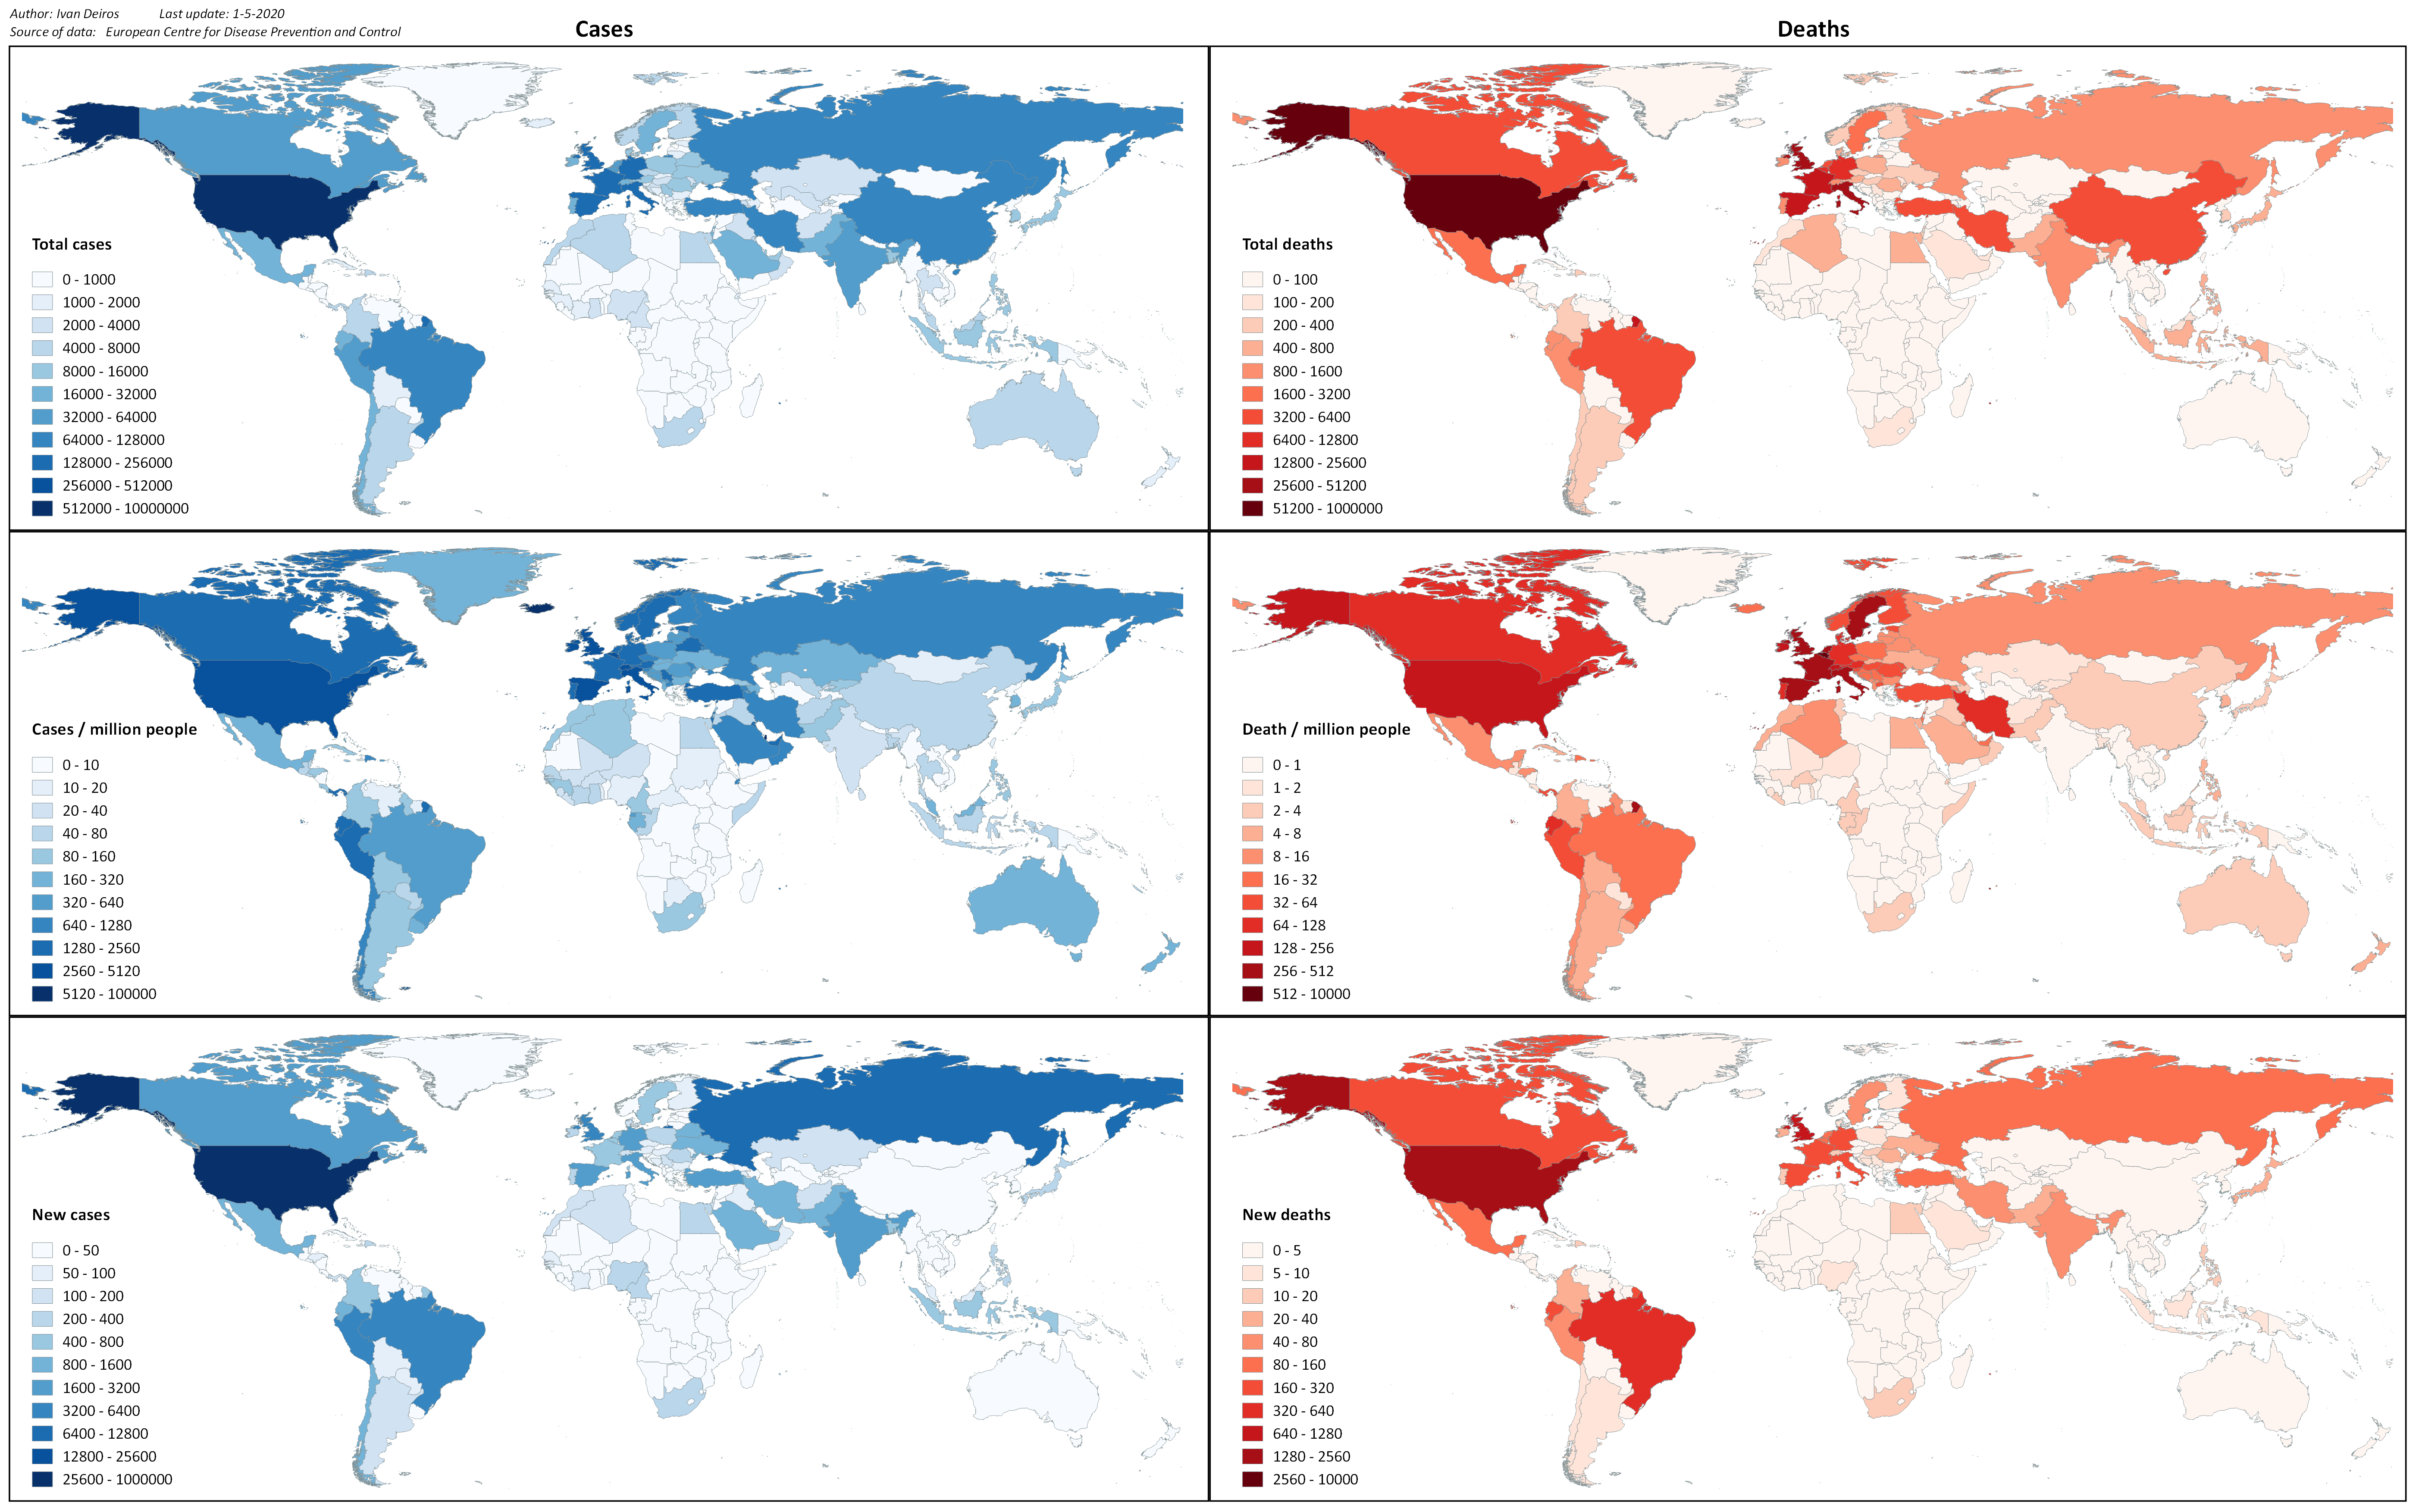 Author: Ivan Deiros Last update: 1-5-2020
Source of data: European Centre for Disease Prevention and Control
Cases
Deaths
Total cases
0 - 1000
1000 - 2000
2000 - 4000
4000 - 8000
8000 - 16000
16000 - 32000
32000 - 64000
64000 - 128000
128000 - 256000
256000 - 512000
512000 - 10000000
Total deaths
0 - 100
100 - 200
200 - 400
400 - 800
800 - 1600
1600 - 3200
3200 - 6400
6400 - 12800
12800 - 25600
25600 - 51200
51200 - 1000000
Cases / million people
0 - 10
10 - 20
20 - 40
40 - 80
80 - 160
160 - 320
320 - 640
640 - 1280
1280 - 2560
2560 - 5120
5120 - 100000
Death / million people
0 - 1
1 - 2
2 - 4
4 - 8
8 - 16
16 - 32
32 - 64
64 - 128
128 - 256
256 - 512
512 - 10000
New cases
0 - 50
50 - 100
100 - 200
200 - 400
400 - 800
800 - 1600
1600 - 3200
3200 - 6400
6400 - 12800
12800 - 25600
25600 - 1000000
New deaths
0 - 5
5 - 10
10 - 20
20 - 40
40 - 80
80 - 160
160 - 320
320 - 640
640 - 1280
1280 - 2560
2560 - 10000